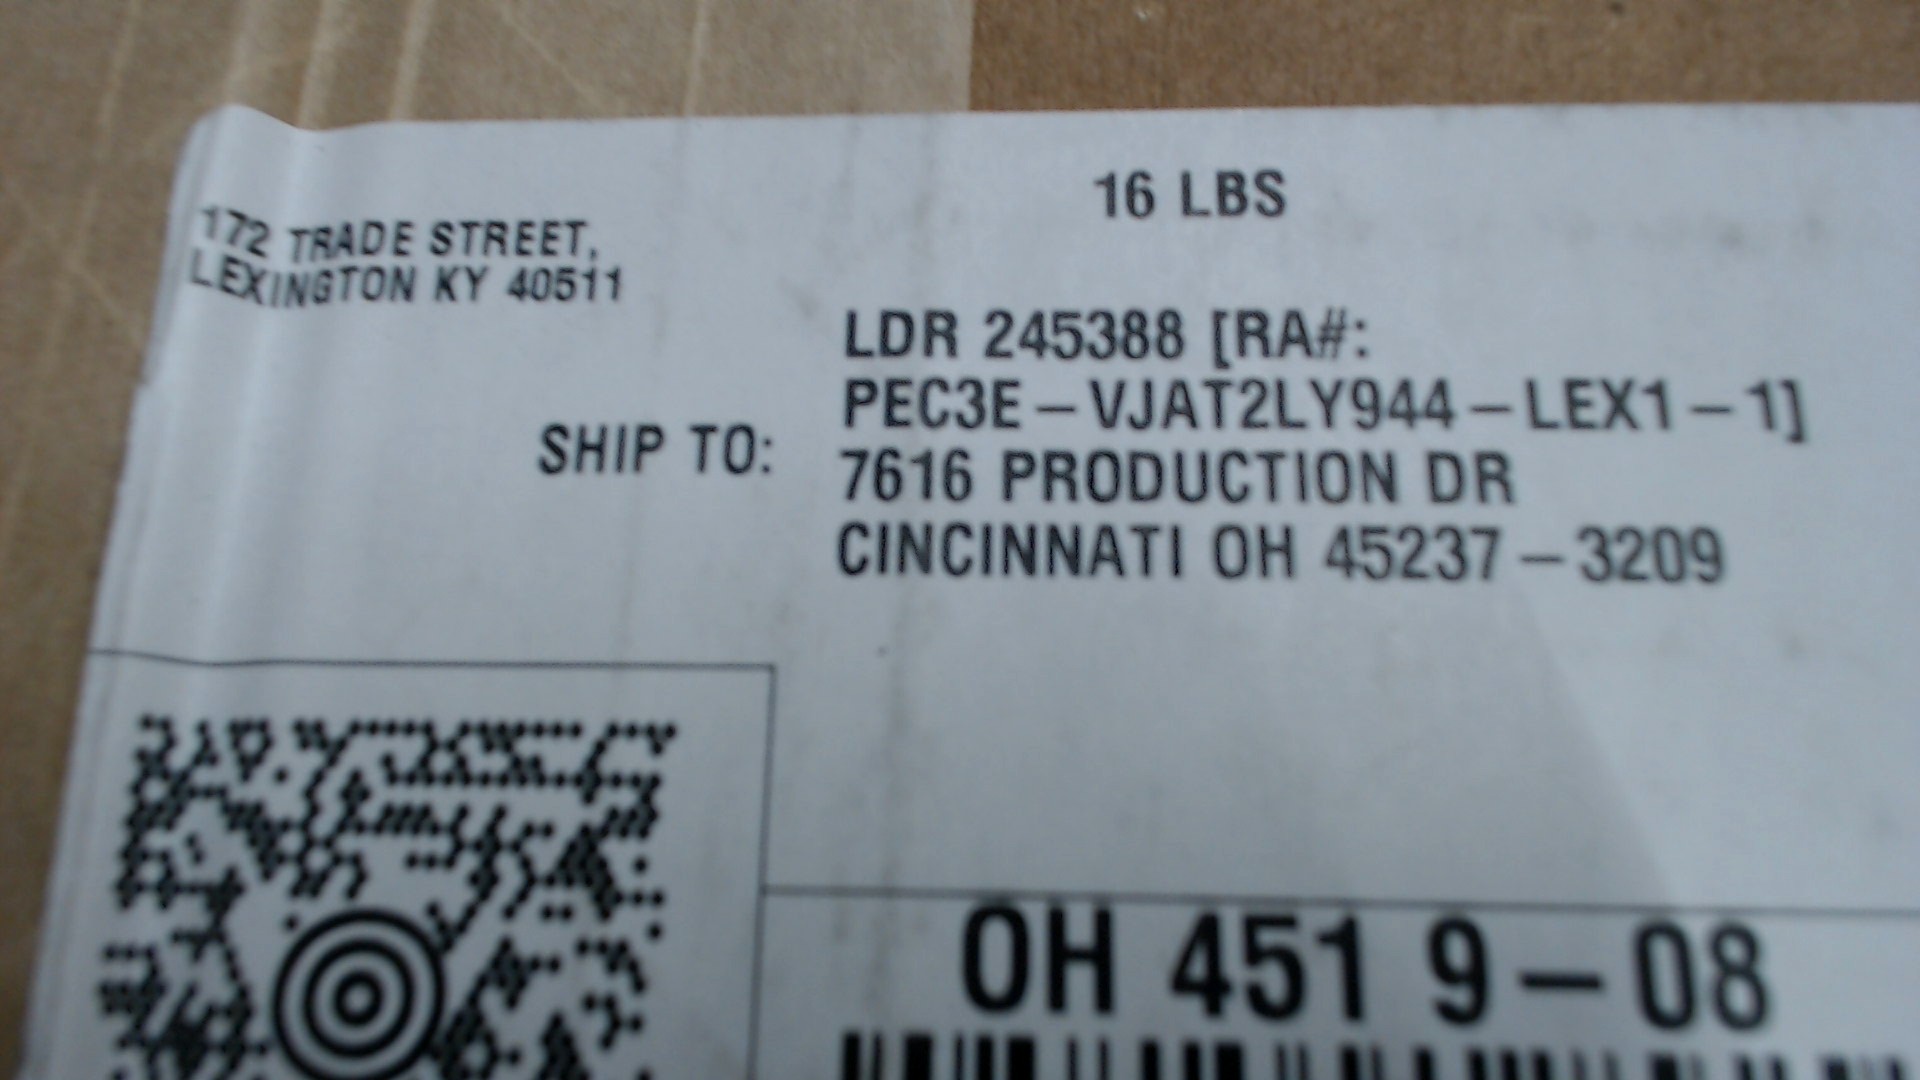 16 LBS
172 TRADE STREET,
LEXINGTON KY 40511
SHIP TO:
LDR 245388 [RA#:
PEC3E-VJAT2LY944-LEX1-1]
7616 PRODUCTION DR
CINCINNATI OH 45237-3209
OH 451 9-08